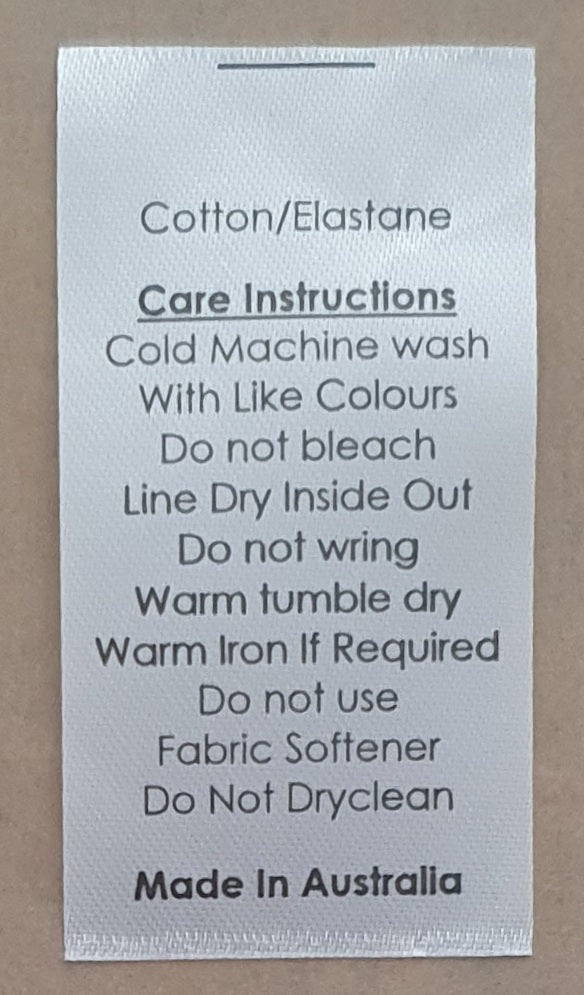 Cotton/Elastane
Care Instructions
Cold Machine wash
With Like Colours
Do not bleach
Line Dry Inside Out
Do not wring
Warm tumble dry
Warm Iron If Required
Do not use
Fabric Softener
Do Not Dryclean
Made In Australia